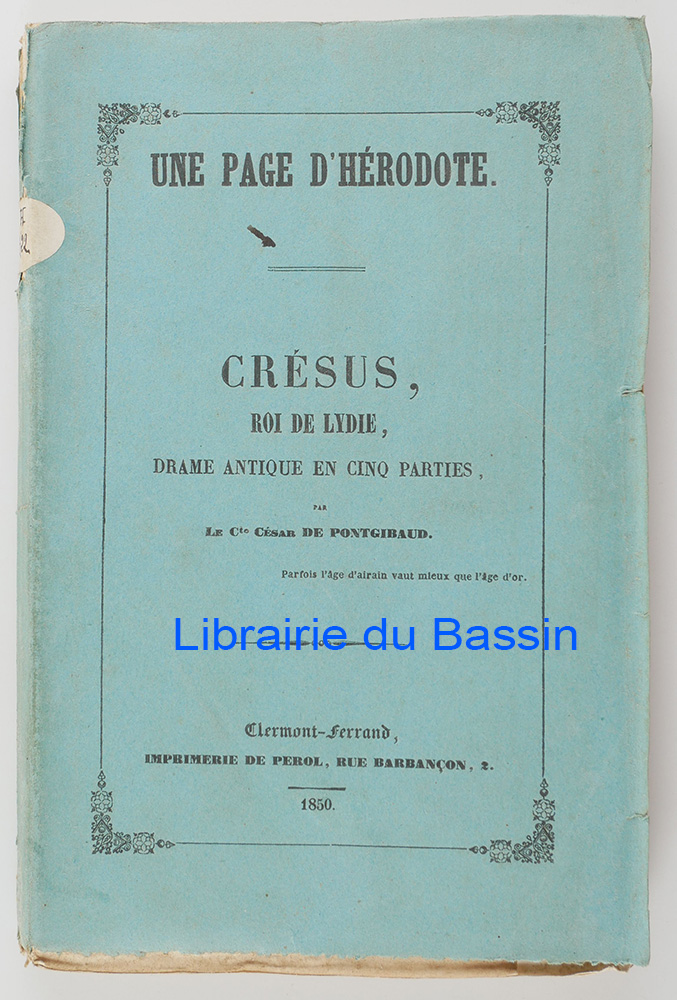 UNE PAGE D'HÉRODOTE.
CRÉSUS,
ROI DE LYDIE,
DRAME ANTIQUE EN CINQ PARTIES,
PAR
LE Cte CÉSAR DE PONTGIBAUD.
Parfois l'âge d'airain vaut mieux que l'âge d'or.
Librairie du Bassin
Clermont-Ferrand,
IMPRIMERIE DE PEROL, RUE BARBANÇON, 2.
1850.